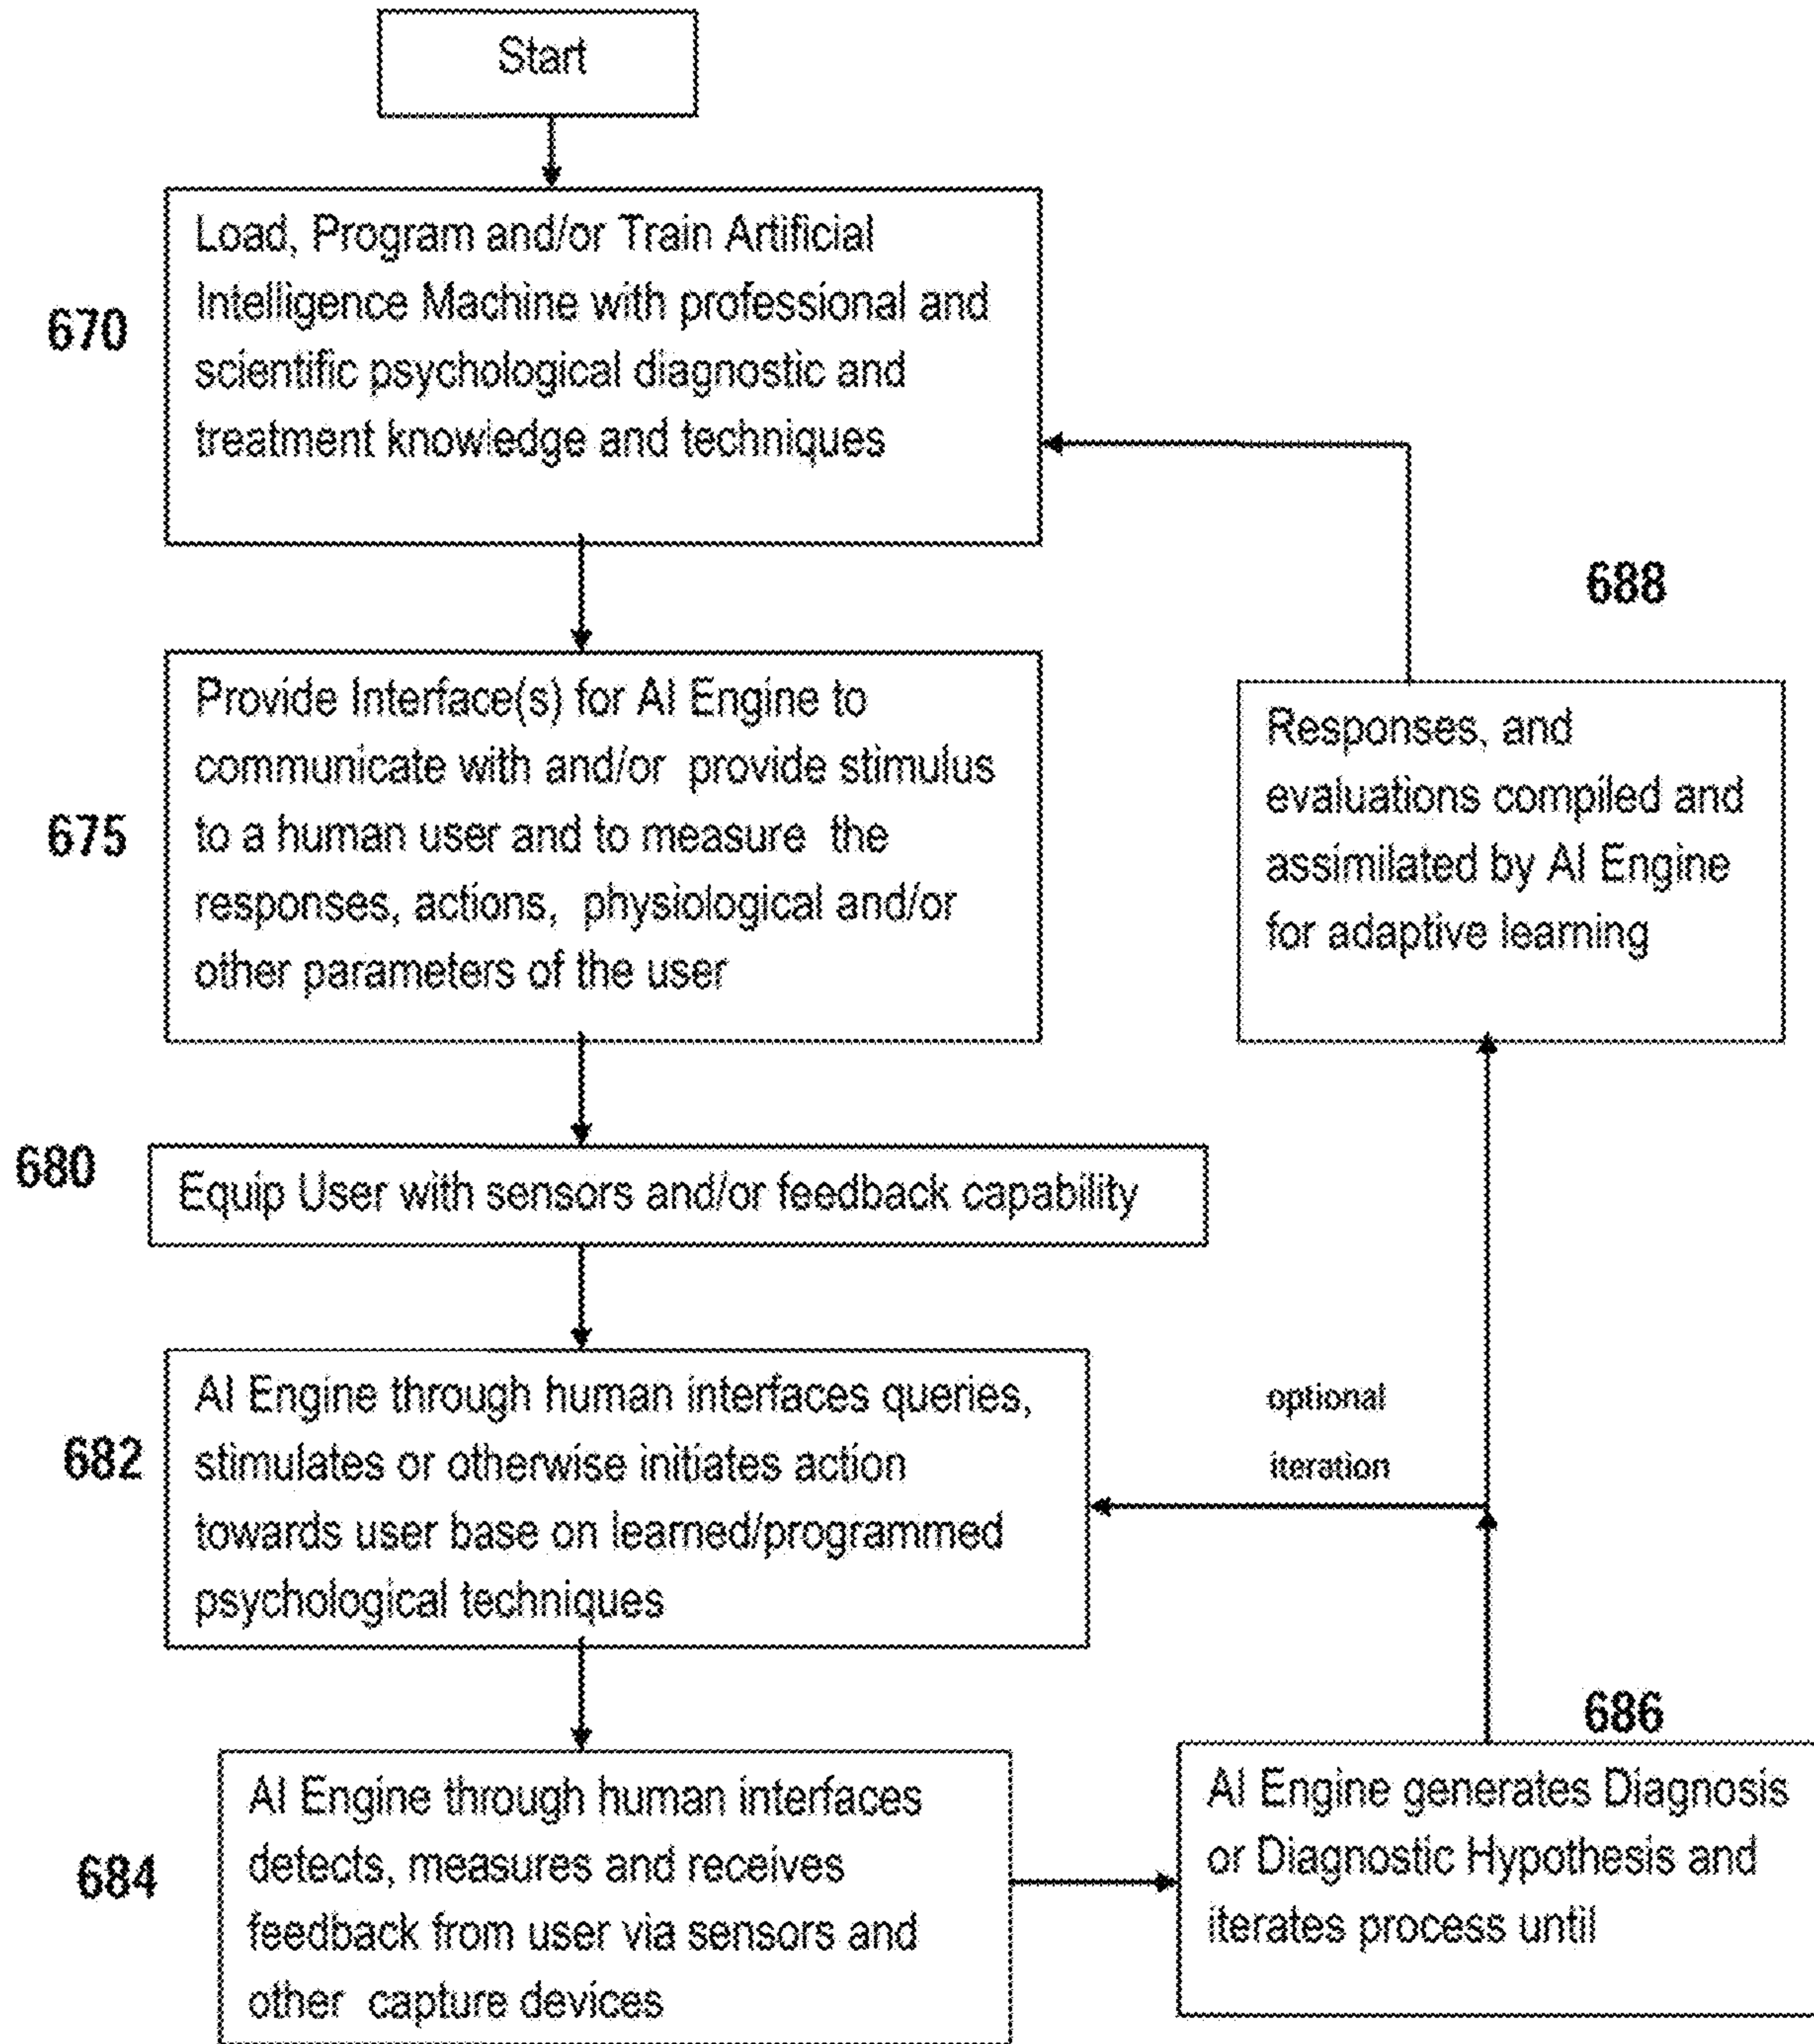 Start
670
Load, Program and/or Train Artificial
Intelligence Machine with professional and
scientific psychological diagnostic and
treatment knowledge and techniques
675
Provide Interface(s) for AI Engine to
communicate with and/or provide stimulus
to a human user and to measure the
responses, actions, physiological and/or
other parameters of the user
688
Responses, and
evaluations compiled and
assimilated by AI Engine
for adaptive learning
680
Equip User with sensors and/or feedback capability
682
AI Engine through human interfaces queries,
stimulates or otherwise initiates action
towards user base on learned/programmed
psychological techniques
optional
iteration
684
AI Engine through human interfaces
detects, measures and receives
feedback from user via sensors and
other capture devices
686
AI Engine generates Diagnosis
or Diagnostic Hypothesis and
iterates process until